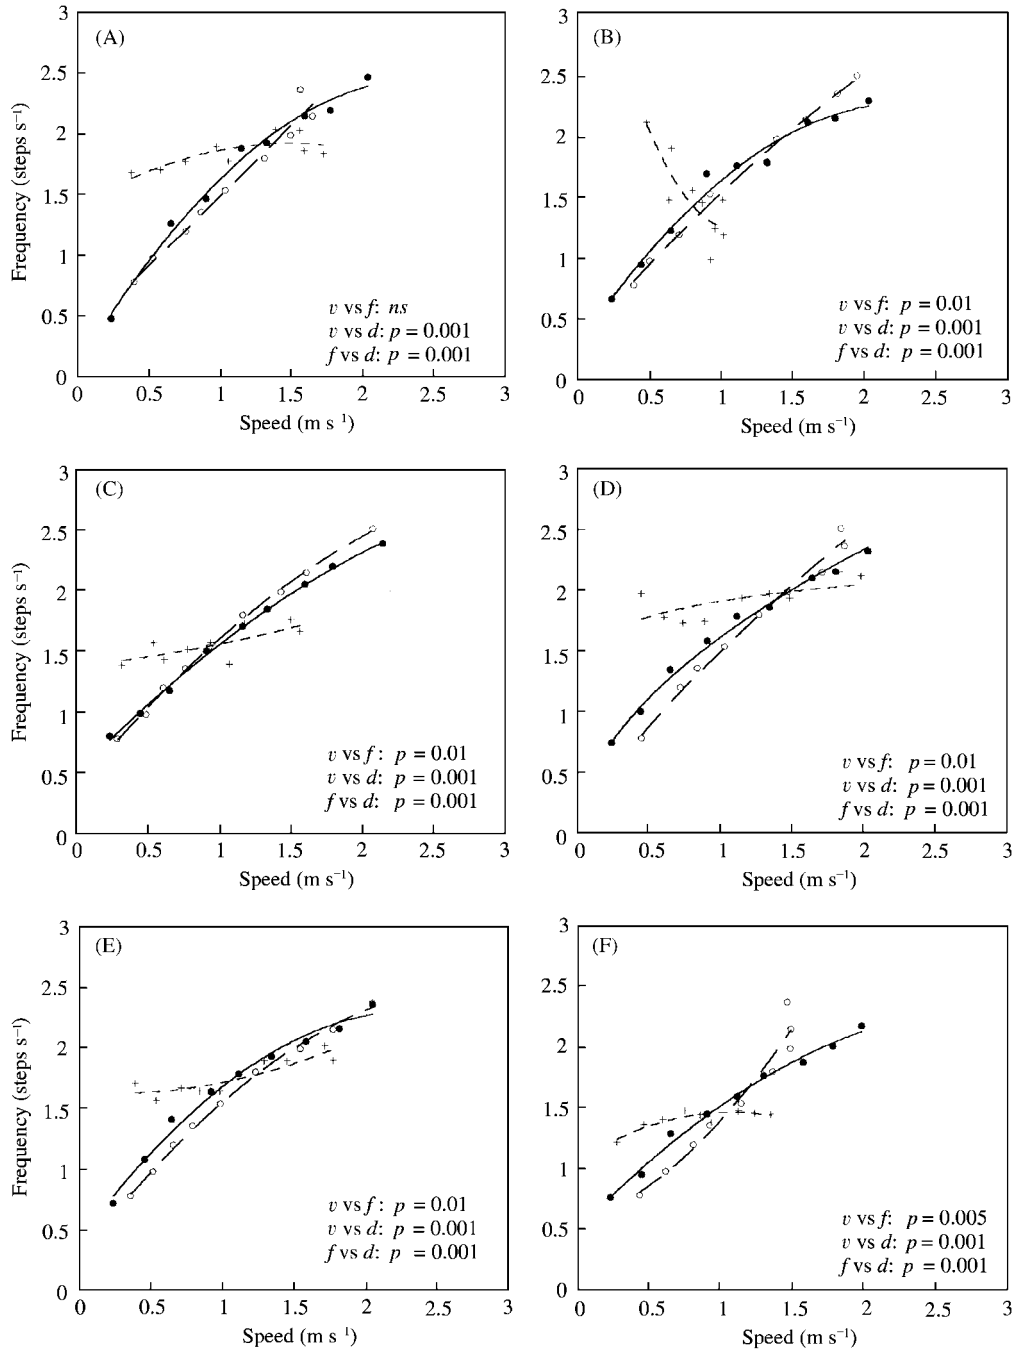 (A)
3
2.5
2
1.5
1
0.5
0
Frequency (steps s⁻¹)
v vs f: ns
v vs d: p = 0.001
f vs d: p = 0.001
0 0.5 1 1.5 2 2.5 3
Speed (m s⁻¹)
(B)
3
2.5
2
1.5
1
0.5
0
v vs f: p = 0.01
v vs d: p = 0.001
f vs d: p = 0.001
0 0.5 1 1.5 2 2.5 3
Speed (m s⁻¹)
(C)
3
2.5
2
1.5
1
0.5
0
Frequency (steps s⁻¹)
v vs f: p = 0.01
v vs d: p = 0.001
f vs d: p = 0.001
0 0.5 1 1.5 2 2.5 3
Speed (m s⁻¹)
(D)
3
2.5
2
1.5
1
0.5
0
v vs f: p = 0.01
v vs d: p = 0.001
f vs d: p = 0.001
0 0.5 1 1.5 2 2.5 3
Speed (m s⁻¹)
(E)
3
2.5
2
1.5
1
0.5
0
Frequency (steps s⁻¹)
v vs f: p = 0.01
v vs d: p = 0.001
f vs d: p = 0.001
0 0.5 1 1.5 2 2.5 3
Speed (m s⁻¹)
(F)
3
2.5
2
1.5
1
0.5
0
v vs f: p = 0.005
v vs d: p = 0.001
f vs d: p = 0.001
0 0.5 1 1.5 2 2.5 3
Speed (m s⁻¹)